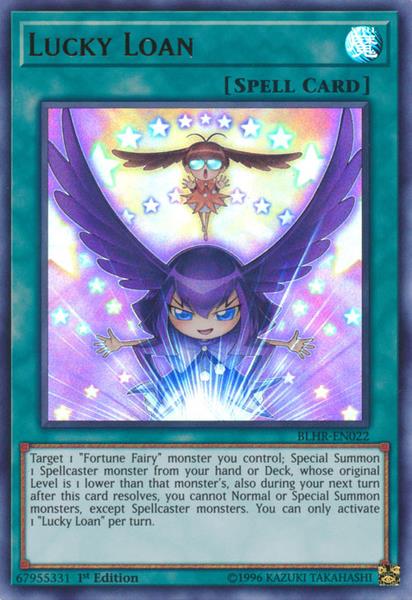 LUCKY LOAN
[SPELL CARD]
BLHR-EN022
Target 1 "Fortune Fairy" monster you control; Special Summon
1 Spellcaster monster from your hand or Deck, whose original
Level is 1 lower than that monster's, also during your next turn
after this card resolves, you cannot Normal or Special Summon
monsters, except Spellcaster monsters. You can only activate
1 "Lucky Loan" per turn.
67955331 1st Edition ©1996 KAZUKI TAKAHASHI